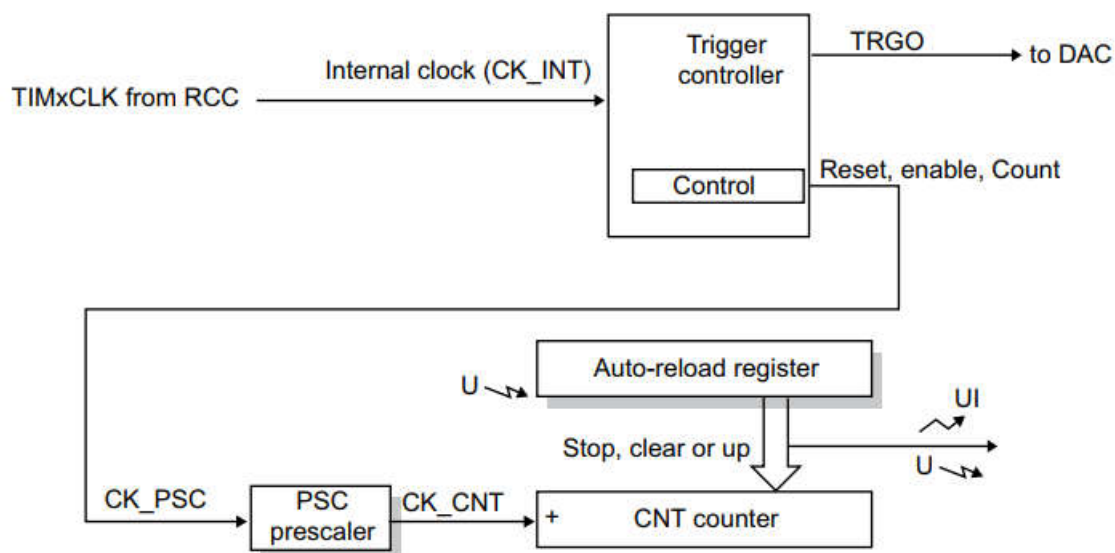 Trigger
controller
TRGO
to DAC
Internal clock (CK_INT)
TIMxCLK from RCC
Control
Reset, enable, Count
Auto-reload register
U
UI
Stop, clear or up
U
CK_PSC
PSC
prescaler
CK_CNT
+
CNT counter